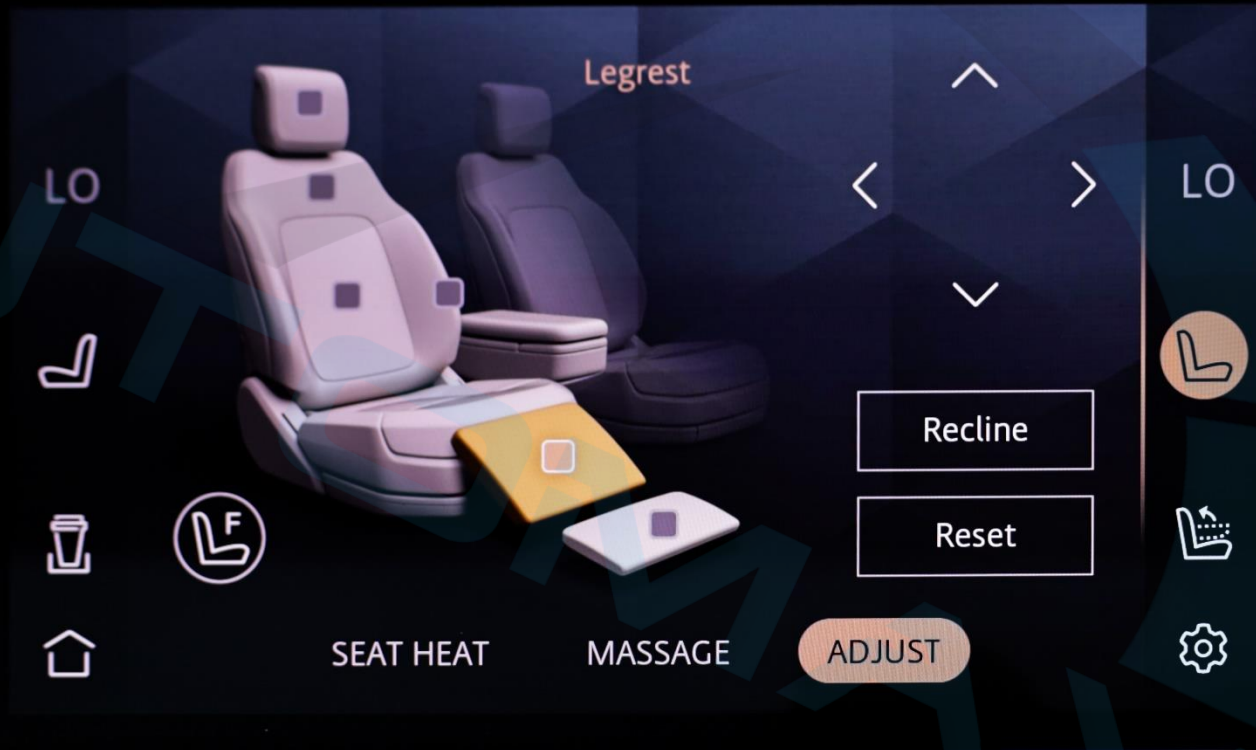 Legrest
LO
LO
Recline
F
Reset
SEAT HEAT
MASSAGE
ADJUST